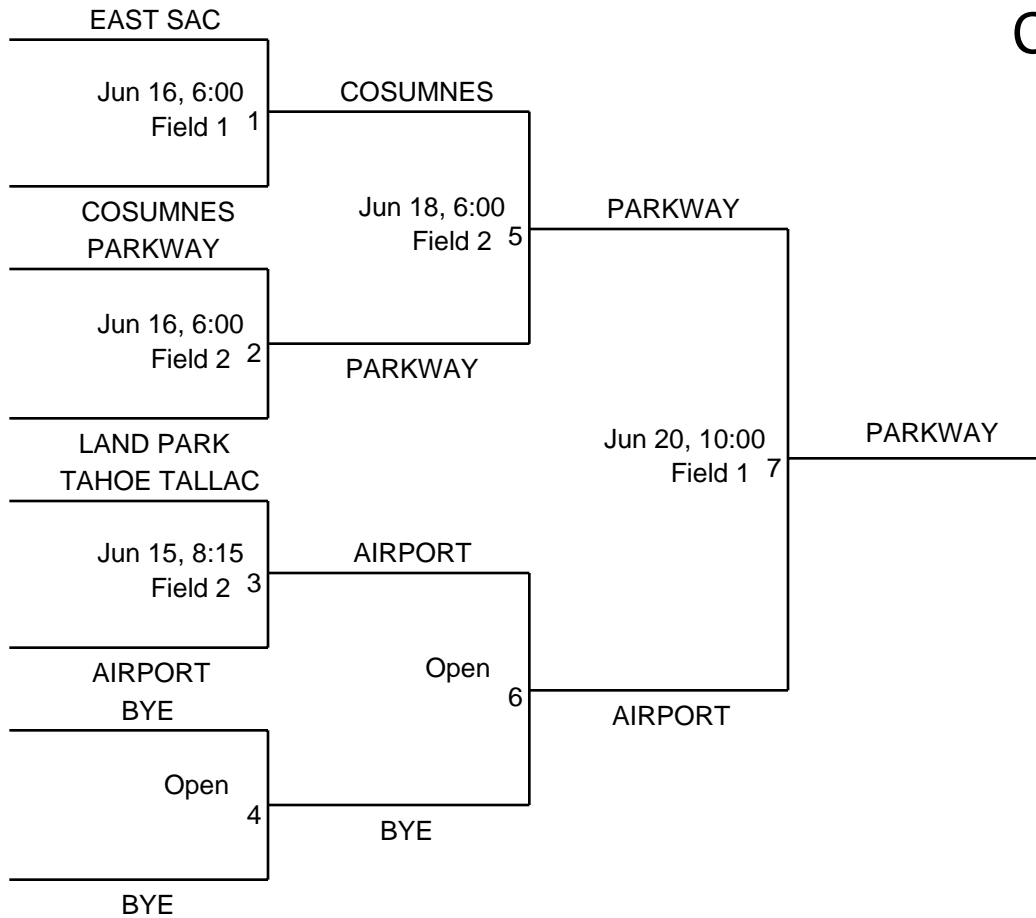 EAST SAC
Jun 16, 6:00
Field 1 1
COSUMNES
COSUMNES
PARKWAY
Jun 16, 6:00
Field 2 2
PARKWAY
LAND PARK
Jun 18, 6:00
Field 2 5
PARKWAY
TAHOE TALLAC
Jun 15, 8:15
Field 2 3
AIRPORT
AIRPORT
BYE
Open
4
BYE
BYE
Open
6
AIRPORT
Jun 20, 10:00
Field 1 7
PARKWAY